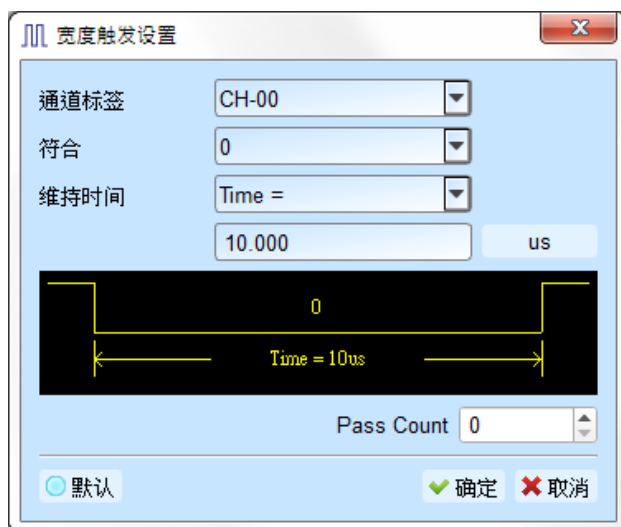 宽度触发设置
通道标签 CH-00
符合 0
维持时间 Time =
10.000 us
0
Time = 10us
Pass Count 0
默认 确定 取消